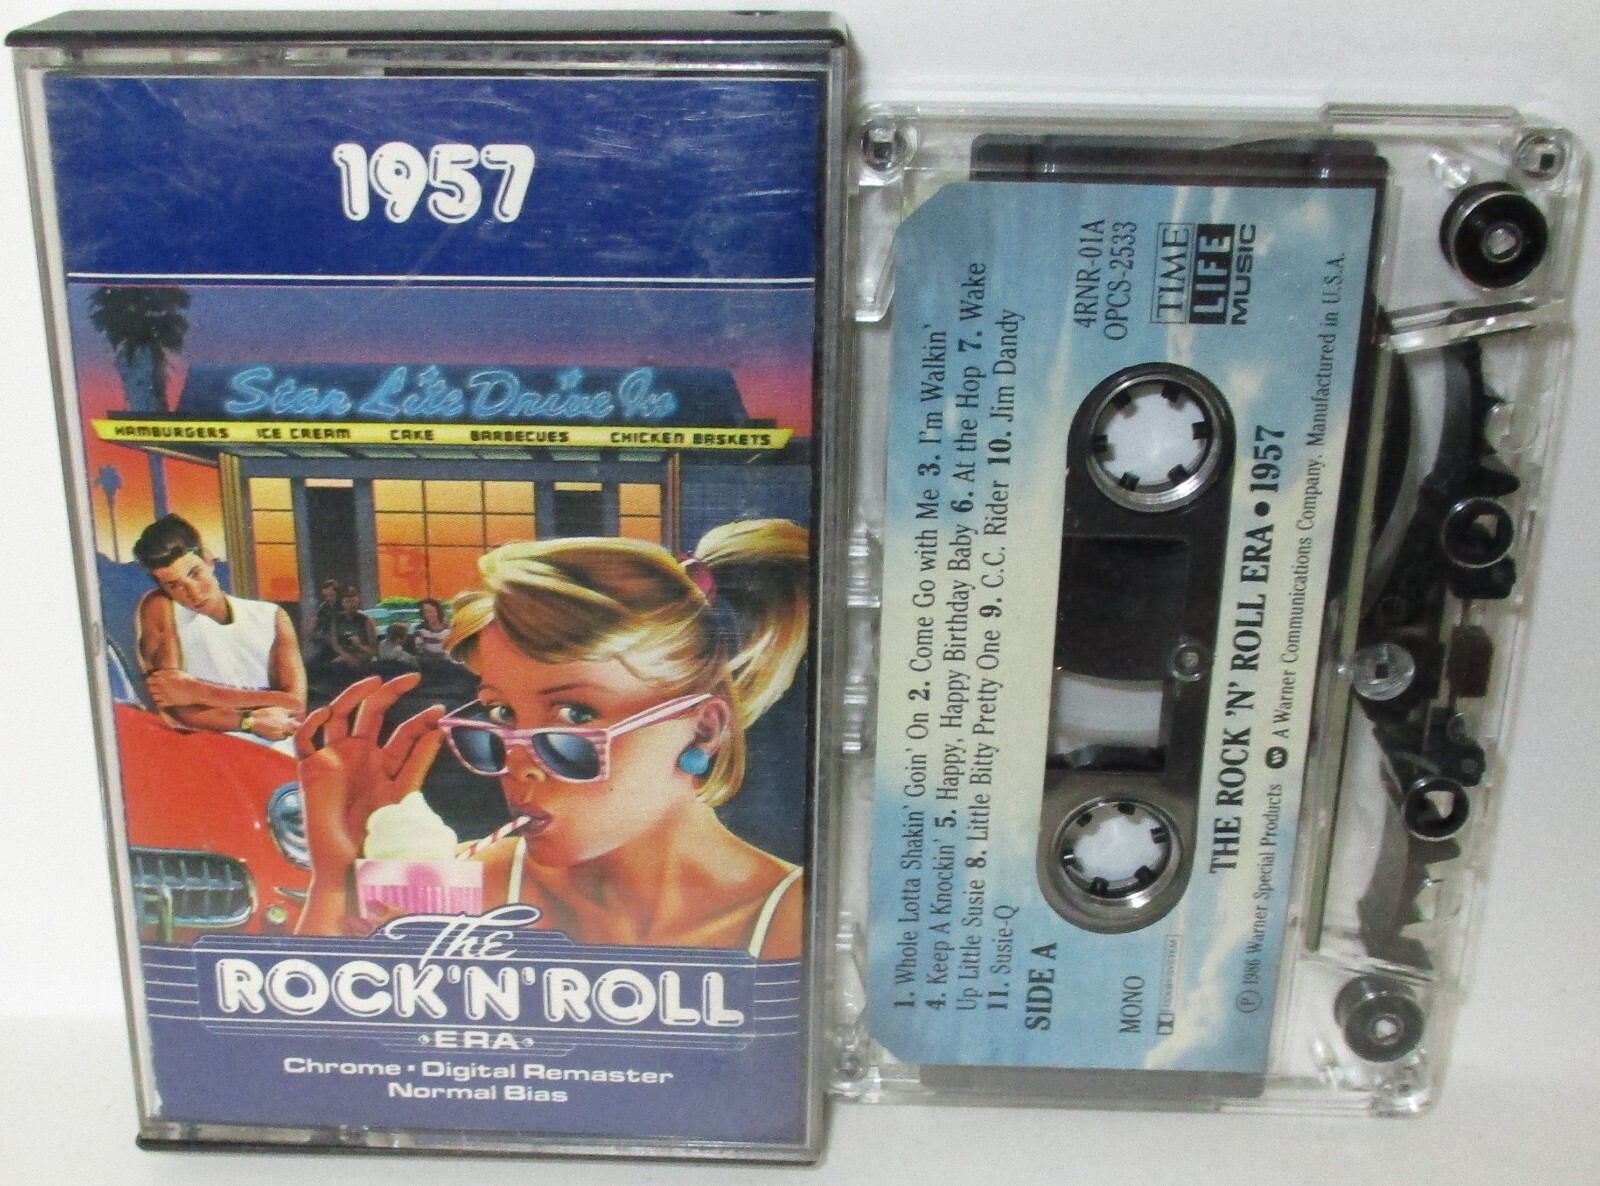 1957
Star Lite Drive In
HAMBURGERS ICE CREAM CAKE BARBECUES CHICKEN BASKETS
The
ROCK'N'ROLL
ERA
Chrome • Digital Remaster
Normal Bias
1. Whole Lotta Shakin' Goin' On 2. Come Go with Me 3. I'm Walkin'
4. Keep A Knockin' 5. Happy, Happy Birthday Baby 6. At the Hop 7. Wake
Up Little Susie 8. Little Bitty Pretty One 9. C.C. Rider 10. Jim Dandy
11. Susie-Q
SIDE A
4RNR-01A
OPCS-2533
TIME
LIFE
MUSIC
MONO
DOLBY SYSTEM
THE ROCK 'N' ROLL ERA • 1957
Ⓟ 1986 Warner Special Products A Warner Communications Company. Manufactured in U.S.A.